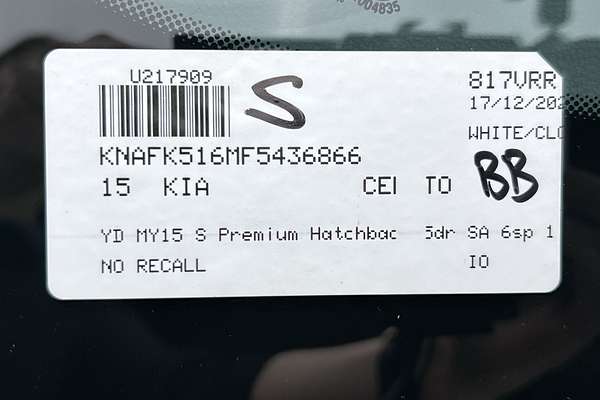 004835
U217909 S 817VRR
17/12/202
WHITE/CLO
KNAFK516MF5436866
15 KIA CEI TO BB
YD MY15 S Premium Hatchbac 5dr SA 6sp 1
NO RECALL IO